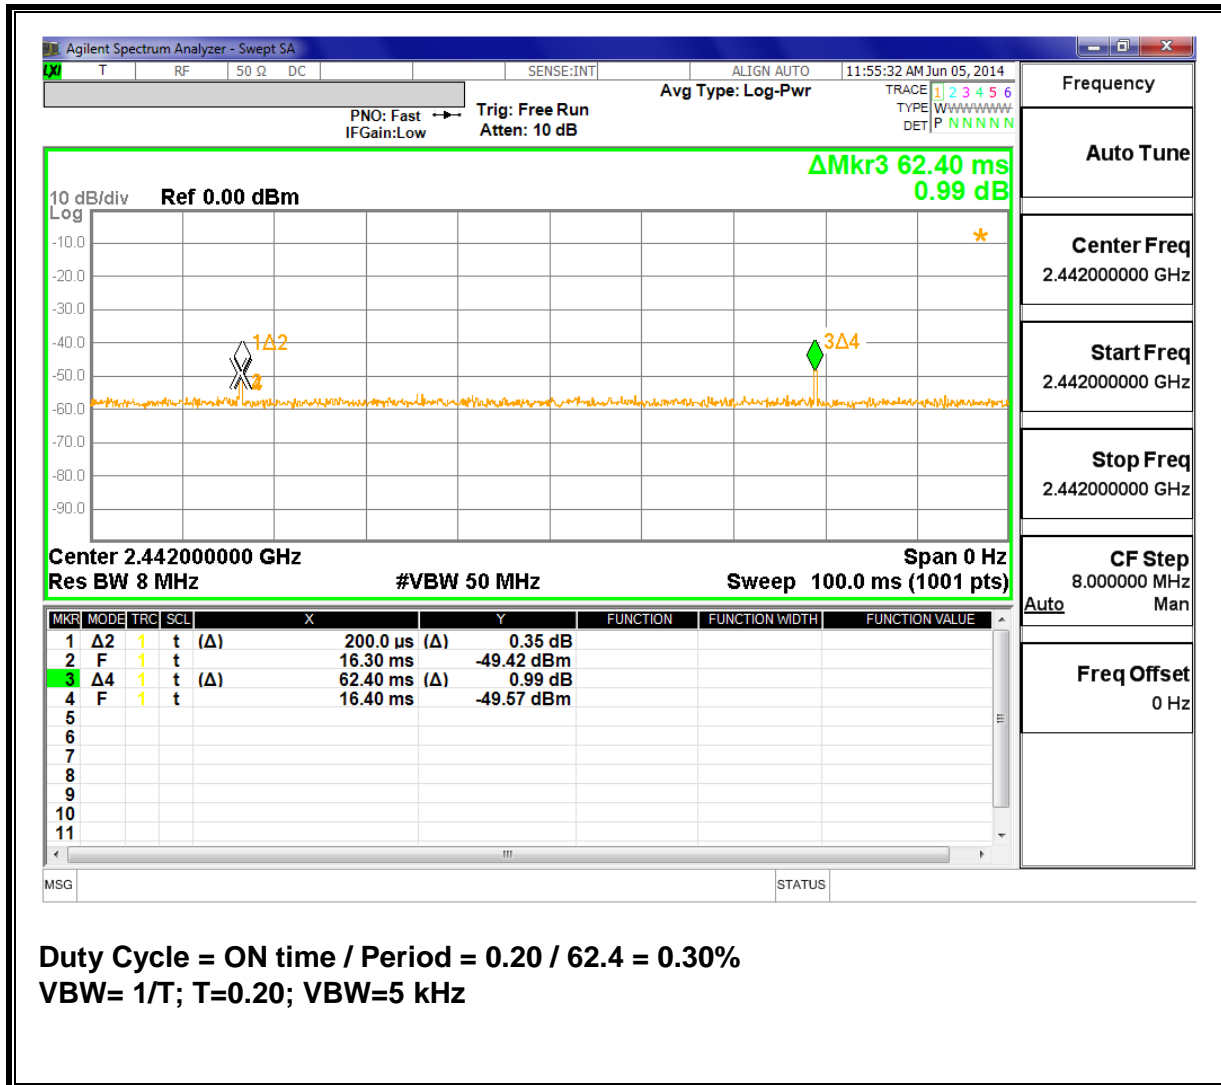 Agilent Spectrum Analyzer - Swept SA
LXI T RF 50 Ω DC SENSE:INT ALIGN AUTO 11:55:32 AM Jun 05, 2014
PNO: Fast
IFGain:Low
Trig: Free Run
Atten: 10 dB
Avg Type: Log-Pwr
TRACE 1 2 3 4 5 6
TYPE WWWWWWW
DET P N N N N N
ΔMkr3 62.40 ms
0.99 dB
10 dB/div Ref 0.00 dBm
Log
-10.0
-20.0
-30.0
-40.0
-50.0
-60.0
-70.0
-80.0
-90.0
*
1Δ2
3Δ4
Center 2.442000000 GHz Span 0 Hz
Res BW 8 MHz #VBW 50 MHz Sweep 100.0 ms (1001 pts)
MKR MODE TRC SCL X Y FUNCTION FUNCTION WIDTH FUNCTION VALUE
1 Δ2 1 t (Δ) 200.0 µs (Δ) 0.35 dB
2 F 1 t 16.30 ms -49.42 dBm
3 Δ4 1 t (Δ) 62.40 ms (Δ) 0.99 dB
4 F 1 t 16.40 ms -49.57 dBm
5
6
7
8
9
10
11
MSG STATUS
Frequency
Auto Tune
Center Freq
2.442000000 GHz
Start Freq
2.442000000 GHz
Stop Freq
2.442000000 GHz
CF Step
8.000000 MHz
Auto Man
Freq Offset
0 Hz
Duty Cycle = ON time / Period = 0.20 / 62.4 = 0.30%
VBW= 1/T; T=0.20; VBW=5 kHz